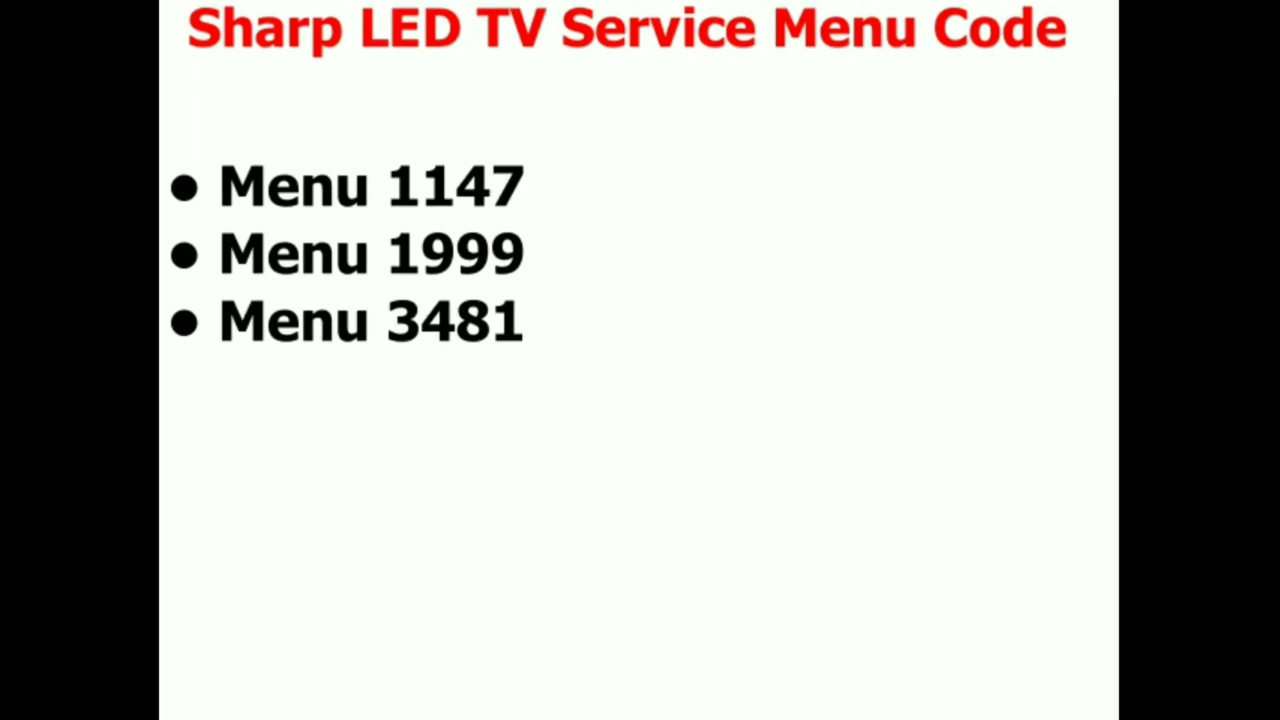 Sharp LED TV Service Menu Code
● Menu 1147
● Menu 1999
● Menu 3481